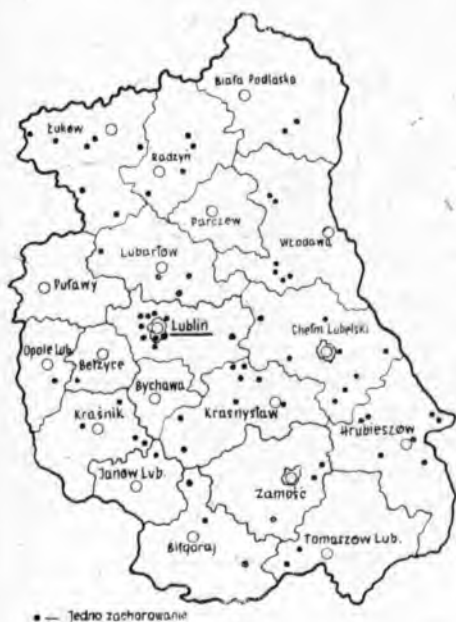 Biała Podlaska
Łuków
Radzyń
Parczew
Włodawa
Lubartów
Puławy
Lublin
Chełm Lubelski
Opole Lub.
Bełżyce
Bychawa
Kraśnik
Krasnystaw
Hrubieszów
Janów Lub.
Zamość
Biłgoraj
Tomaszów Lub.
• — Jedno zachorowanie